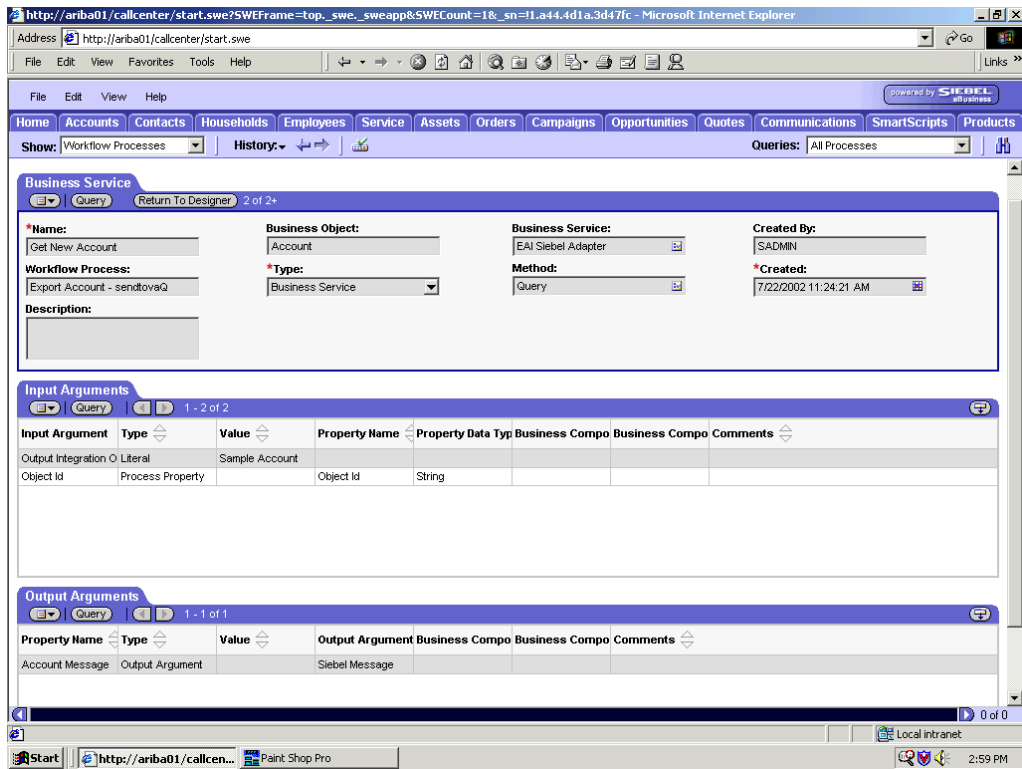 http://ariba01/callcenter/start.swe?SWEFrame=top._swe._sweapp&SWECount=1&_sn=!1.a44.4d1a.3d47fc - Microsoft Internet Explorer
Address http://ariba01/callcenter/start.swe Go
File Edit View Favorites Tools Help Links »
File Edit View Help powered by SIEBEL eBusiness
Home Accounts Contacts Households Employees Service Assets Orders Campaigns Opportunities Quotes Communications SmartScripts Products
Show: Workflow Processes History: Queries: All Processes
Business Service
Query Return To Designer 2 of 2+
*Name: Business Object: Business Service: Created By:
Get New Account Account EAI Siebel Adapter SADMIN
Workflow Process: *Type: Method: *Created:
Export Account - sendtovaQ Business Service Query 7/22/2002 11:24:21 AM
Description:
Input Arguments
Query 1 - 2 of 2
Input Argument Type Value Property Name Property Data Typ Business Compo Business Compo Comments
Output Integration O Literal Sample Account
Object Id Process Property Object Id String
Output Arguments
Query 1 - 1 of 1
Property Name Type Value Output Argument Business Compo Business Compo Comments
Account Message Output Argument Siebel Message
0 of 0
Local intranet
Start http://ariba01/callcen... Paint Shop Pro 2:59 PM